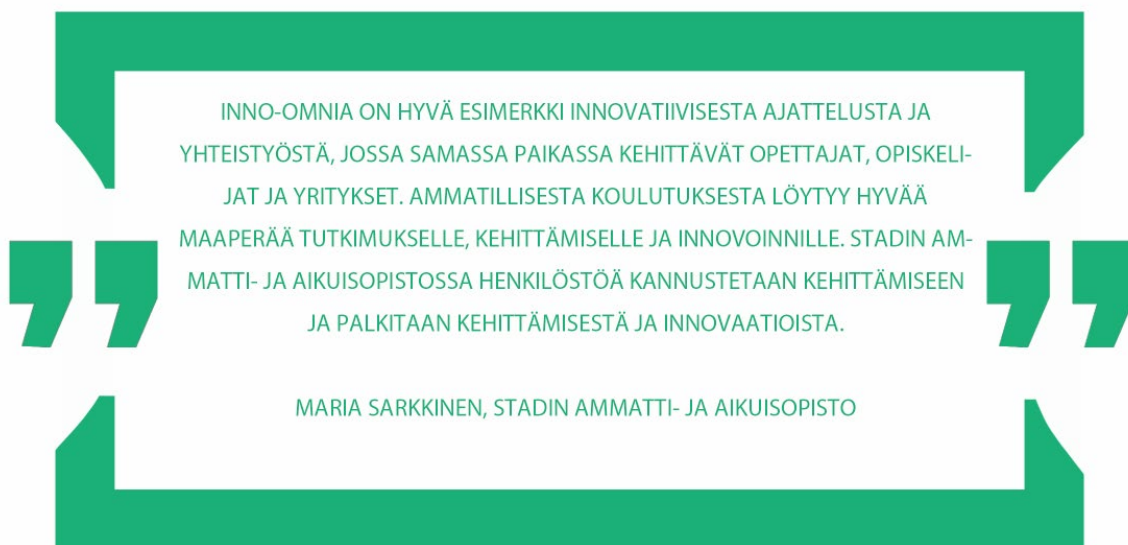 INNO-OMNIA ON HYVÄ ESIMERKKI INNOVATIIVISESTA AJATTELUSTA JA
YHTEISTYÖSTÄ, JOSSA SAMASSA PAIKASSA KEHITTÄVÄT OPETTAJAT, OPISKELI-
JAT JA YRITYKSET. AMMATILLISESTA KOULUTUKSESTA LÖYTYY HYVÄÄ
MAAPERÄÄ TUTKIMUKSELLE, KEHITTÄMISELLE JA INNOVOINNILLE. STADIN AM-
MATTI- JA AIKUISOPISTOSSA HENKILÖSTÖÄ KANNUSTETAAN KEHITTÄMISEEN
JA PALKITAAN KEHITTÄMISESTÄ JA INNOVAATIOISTA.
MARIA SARKKINEN, STADIN AMMATTI- JA AIKUISOPISTO